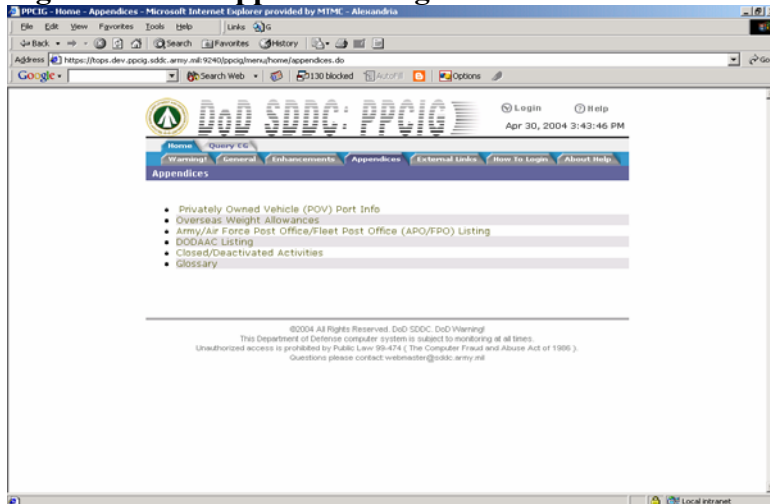 PPCIG - Home - Appendices - Microsoft Internet Explorer provided by MTMC - Alexandria
File Edit View Favorites Tools Help Links G
Back Search Favorites History
Address https://tops.dev.ppcig.sddc.army.mil:9240/ppcig/menu/home/appendices.do Go
Google Search Web 130 blocked AutoFill Options
DoD SDDC: PPCIG
Login Help
Apr 30, 2004 3:43:46 PM
Home Query CG
Warning! General Enhancements Appendices External Links How To Login About Help
Appendices
• Privately Owned Vehicle (POV) Port Info
• Overseas Weight Allowances
• Army/Air Force Post Office/Fleet Post Office (APO/FPO) Listing
• DODAAC Listing
• Closed/Deactivated Activities
• Glossary
©2004 All Rights Reserved. DoD SDDC. DoD Warning!
This Department of Defense computer system is subject to monitoring at all times.
Unauthorized access is prohibited by Public Law 99-474 ( The Computer Fraud and Abuse Act of 1986 ).
Questions please contact webmaster@sddc.army.mil
Local intranet